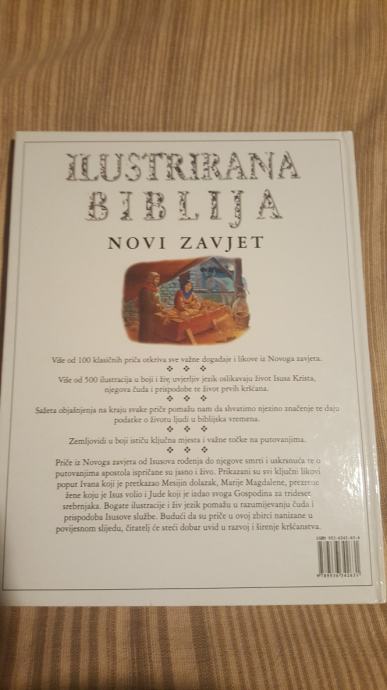 ILUSTRIRANA
BIBLIJA
NOVI ZAVJET
Više od 100 klasičnih priča otkriva sve važne događaje i likove iz Novoga zavjeta.
Više od 500 ilustracija u boji i živ, uvjerljiv jezik oslikavaju život Isusa Krista,
njegova čuda i prispodobe te život prvih kršćana.
Sažeta objašnjenja na kraju svake priče pomažu nam da shvatimo njezino značenje te daju
podatke o životu ljudi u biblijska vremena.
Zemljovidi u boji ističu ključna mjesta i važne točke na putovanjima.
Priče iz Novoga zavjeta od Isusova rođenja do njegove smrti i uskrsnuća te o
putovanjima apostola ispričane su jasno i živo. Prikazani su svi ključni likovi
poput Ivana koji je pretkazao Mesijin dolazak, Marije Magdalene, prezrene
žene koju je Isus volio i Jude koji je izdao svoga Gospodina za trideset
srebrnjaka. Bogate ilustracije i živ jezik pomažu u razumijevanju čuda i
prispodoba Isusove službe. Budući da su priče u ovoj zbirci nanizane u
povijesnom slijedu, čitatelj će steći dobar uvid u razvoj i širenje kršćanstva.
ISBN